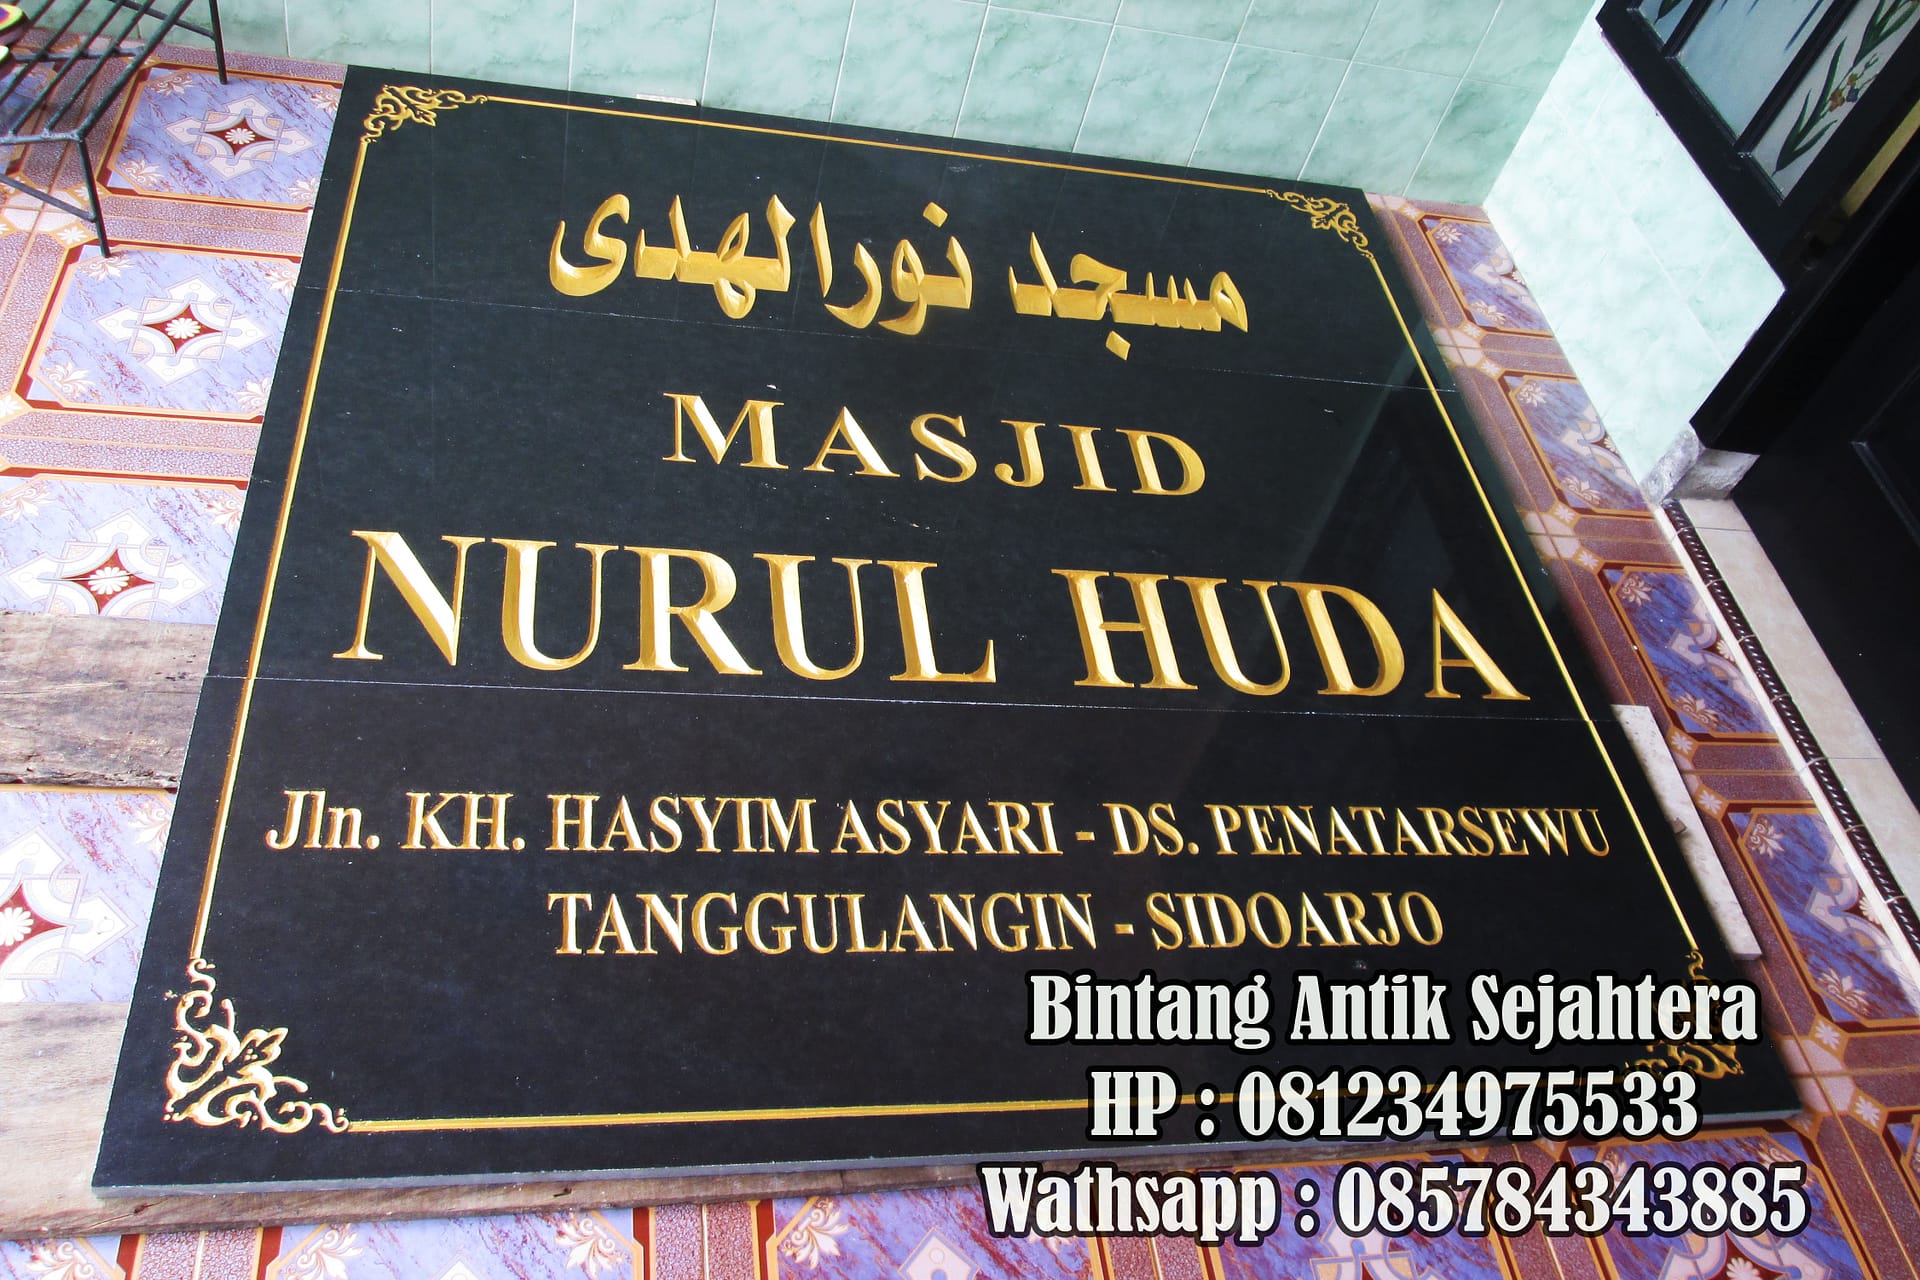 مسجد نورالهدى
MASJID
NURUL HUDA
Jln. KH. HASYIM ASYARI - DS. PENATARSEWU
TANGGULANGIN - SIDOARJO
Bintang Antik Sejahtera
HP : 081234975533
Wathsapp : 085784343885